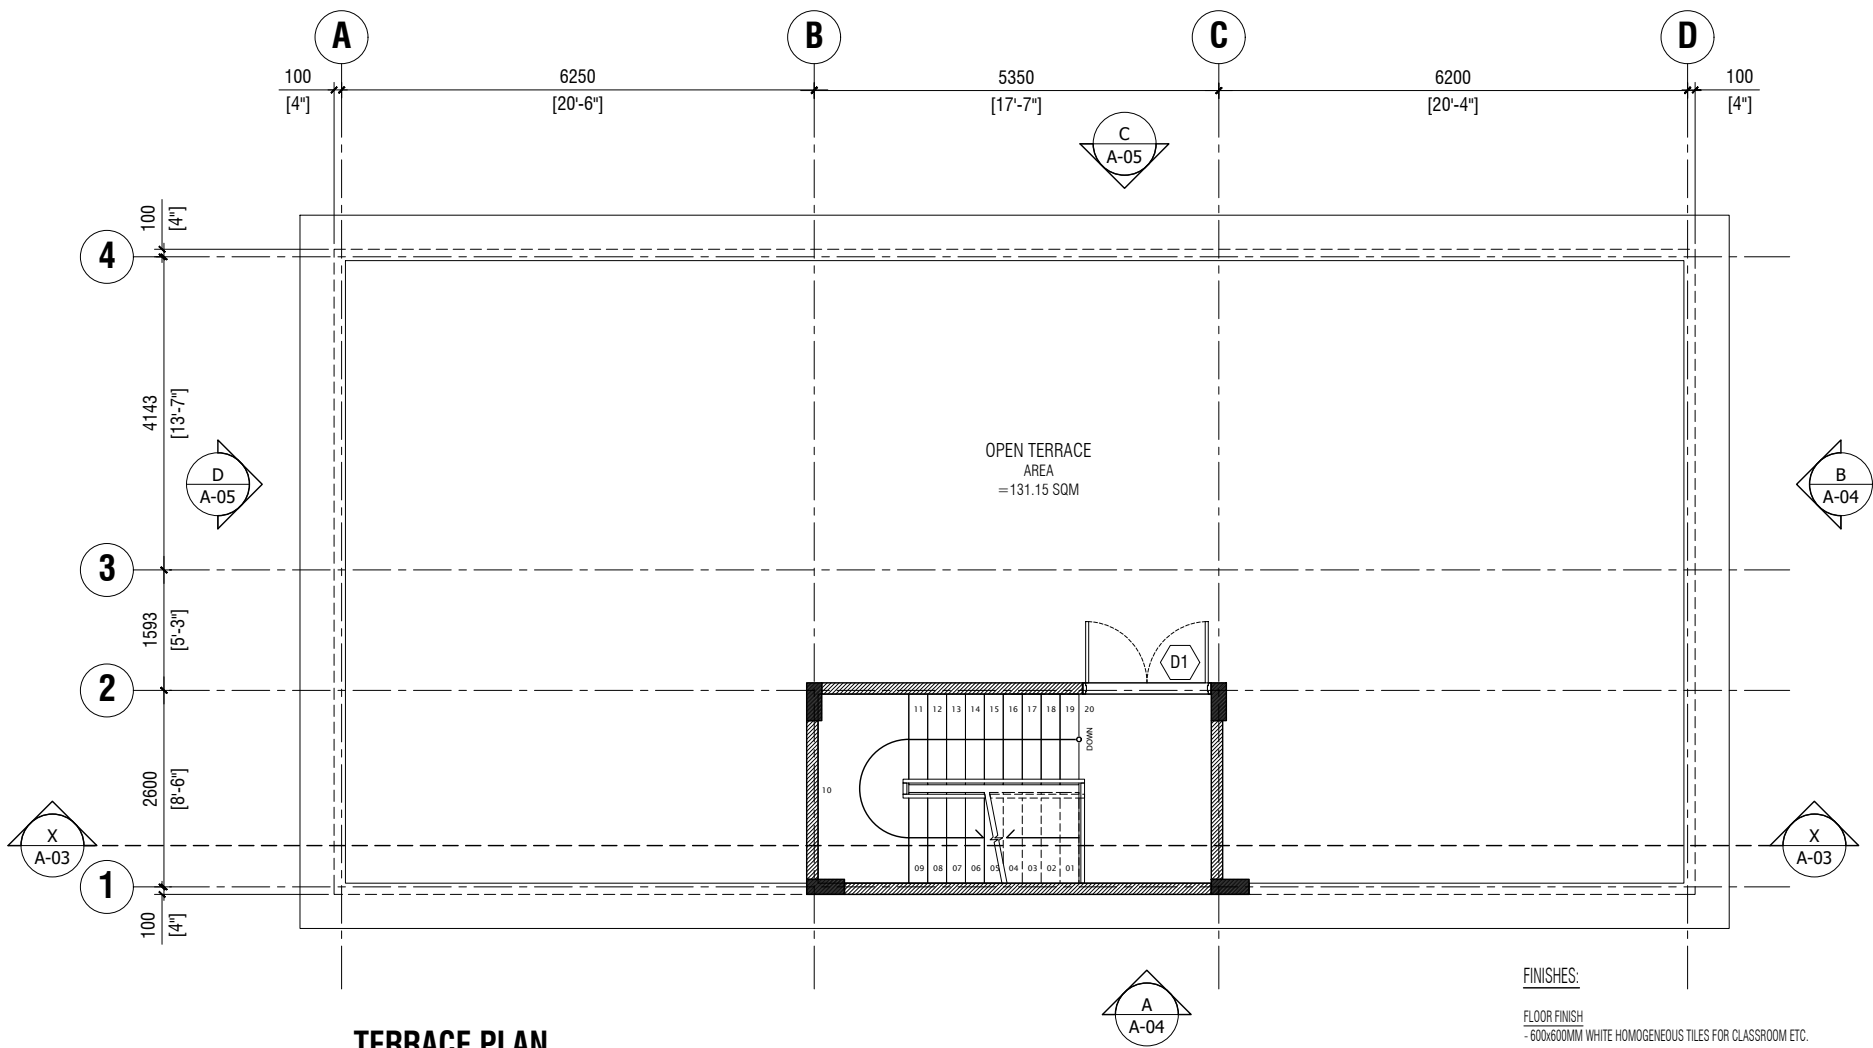 A
B
C
D
100
6250
5350
6200
100
[4"]
[20'-6"]
[17'-7"]
[20'-4"]
[4"]
C
A-05
100
[4"]
4
4143
[13'-7"]
OPEN TERRACE
AREA
=131.15 SQM
D
A-05
B
A-04
3
1593
[5'-3"]
D1
2
11 12 13 14 15 16 17 18 19 20
DOWN
2600
[8'-6"]
10
X
A-03
X
A-03
09 08 07 06 05 04 03 02 01
1
100
[4"]
FINISHES:
A
A-04
FLOOR FINISH
- 600x600MM WHITE HOMOGENEOUS TILES FOR CLASSROOM ETC.
TERRACE PLAN